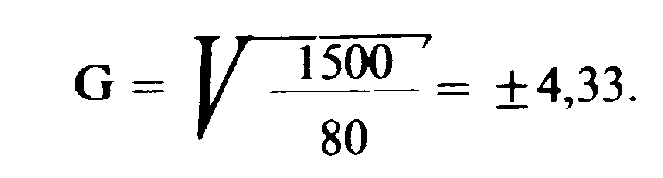 G = √(1500/80) = ±4,33.